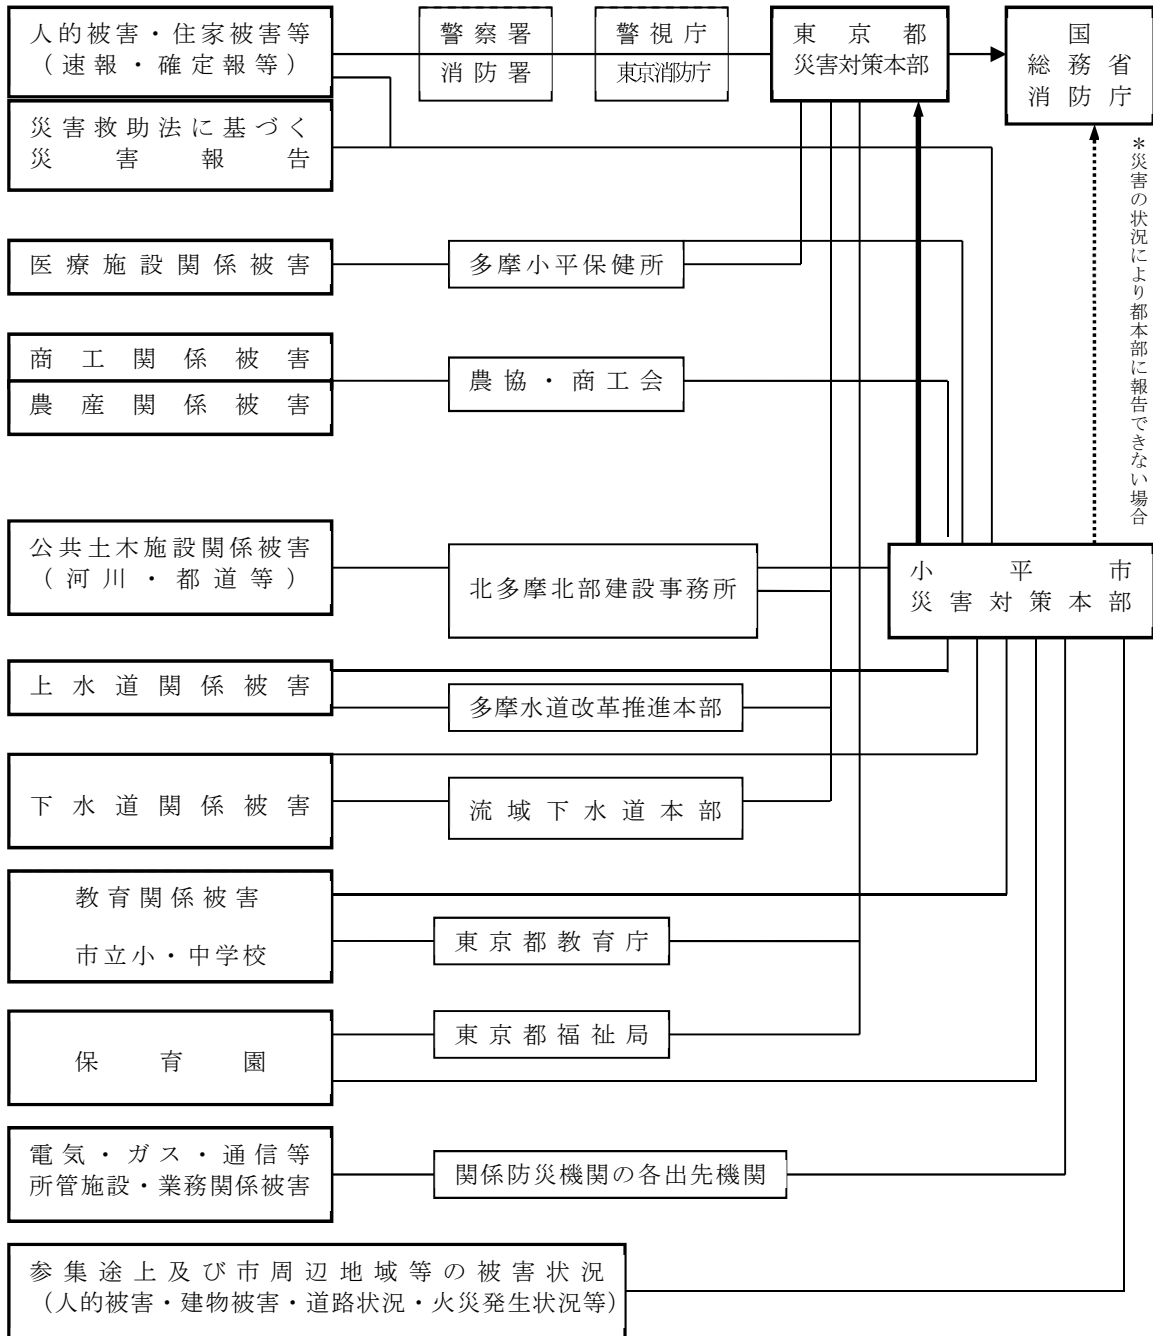 人的被害・住家被害等
（速報・確定報等）
警察署
消防署
警視庁
東京消防庁
東京都
災害対策本部
国
総務省
消防庁
災害救助法に基づく
災害報告
＊災害の状況により都本部に報告できない場合
医療施設関係被害
多摩小平保健所
商工関係被害
農産関係被害
農協・商工会
公共土木施設関係被害
（河川・都道等）
北多摩北部建設事務所
小平市
災害対策本部
上水道関係被害
多摩水道改革推進本部
下水道関係被害
流域下水道本部
教育関係被害
市立小・中学校
東京都教育庁
保育園
東京都福祉局
電気・ガス・通信等
所管施設・業務関係被害
関係防災機関の各出先機関
参集途上及び市周辺地域等の被害状況
（人的被害・建物被害・道路状況・火災発生状況等）